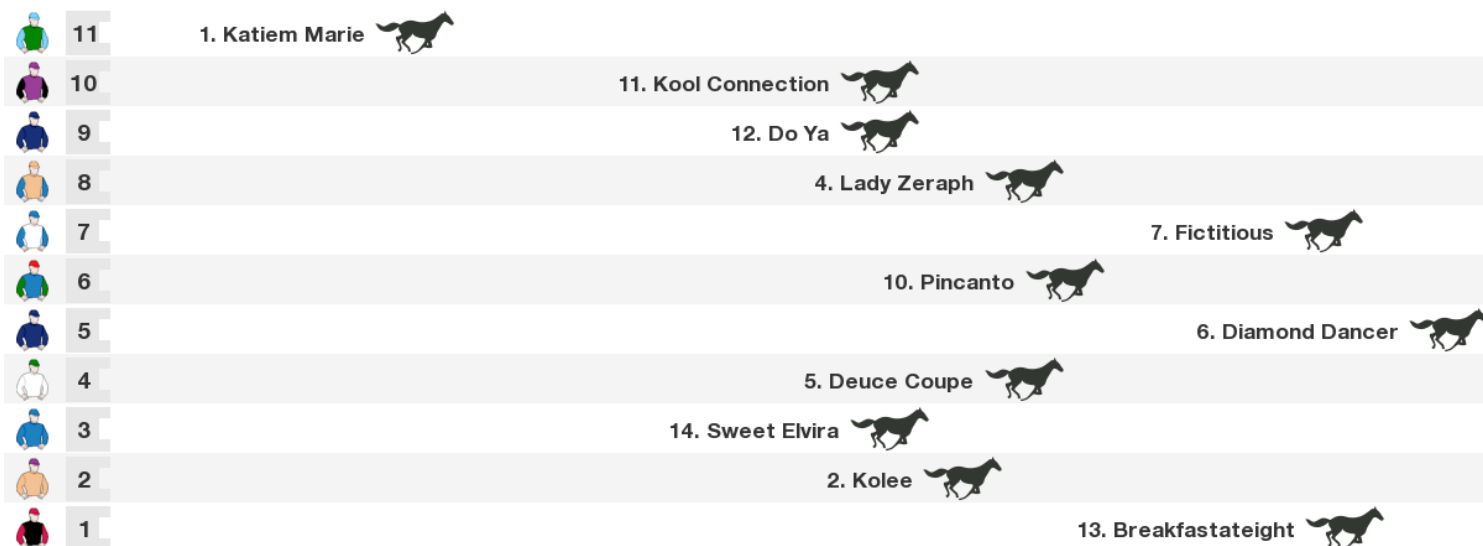 11 1. Katiem Marie
10 11. Kool Connection
9 12. Do Ya
8 4. Lady Zeraph
7 7. Fictitious
6 10. Pincanto
5 6. Diamond Dancer
4 5. Deuce Coupe
3 14. Sweet Elvira
2 2. Kolee
1 13. Breakfastateight